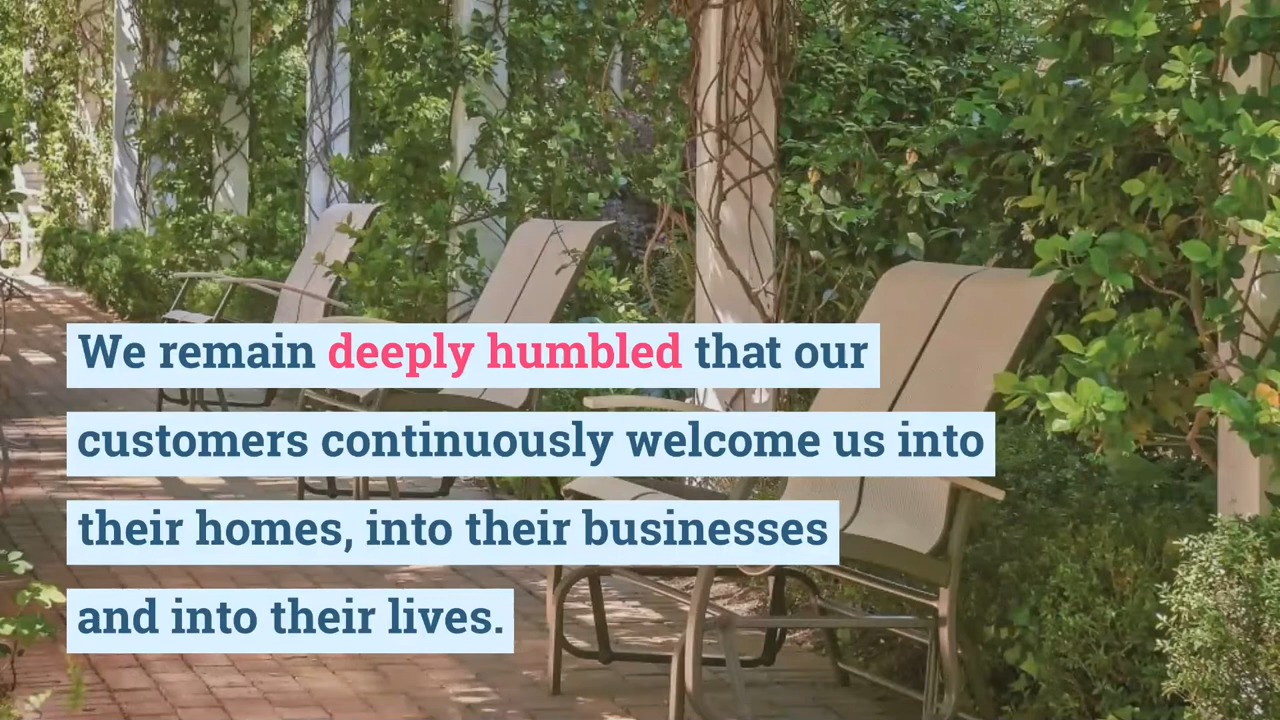 We remain deeply humbled that our
customers continuously welcome us into
their homes, into their businesses
and into their lives.